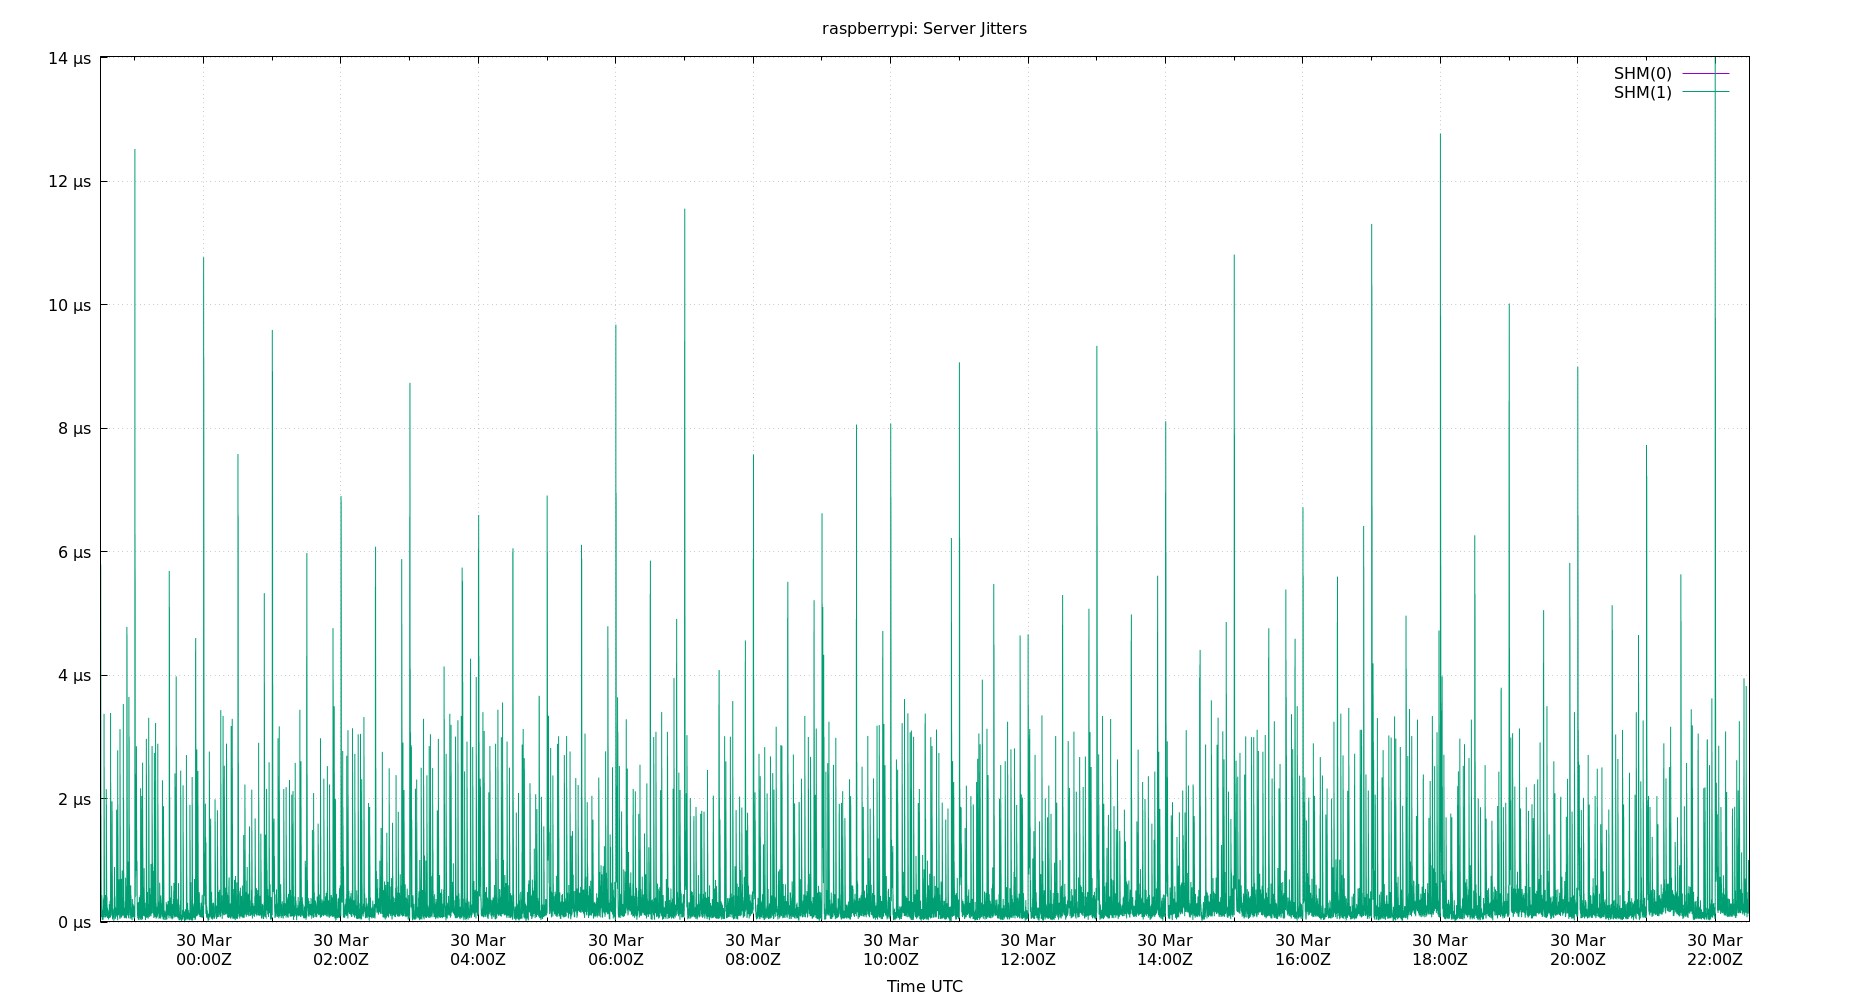 raspberrypi: Server Jitters
14 µs
12 µs
10 µs
8 µs
6 µs
4 µs
2 µs
0 µs
SHM(0)
SHM(1)
30 Mar 30 Mar 30 Mar 30 Mar 30 Mar 30 Mar 30 Mar 30 Mar 30 Mar 30 Mar 30 Mar 30 Mar
00:00Z 02:00Z 04:00Z 06:00Z 08:00Z 10:00Z 12:00Z 14:00Z 16:00Z 18:00Z 20:00Z 22:00Z
Time UTC